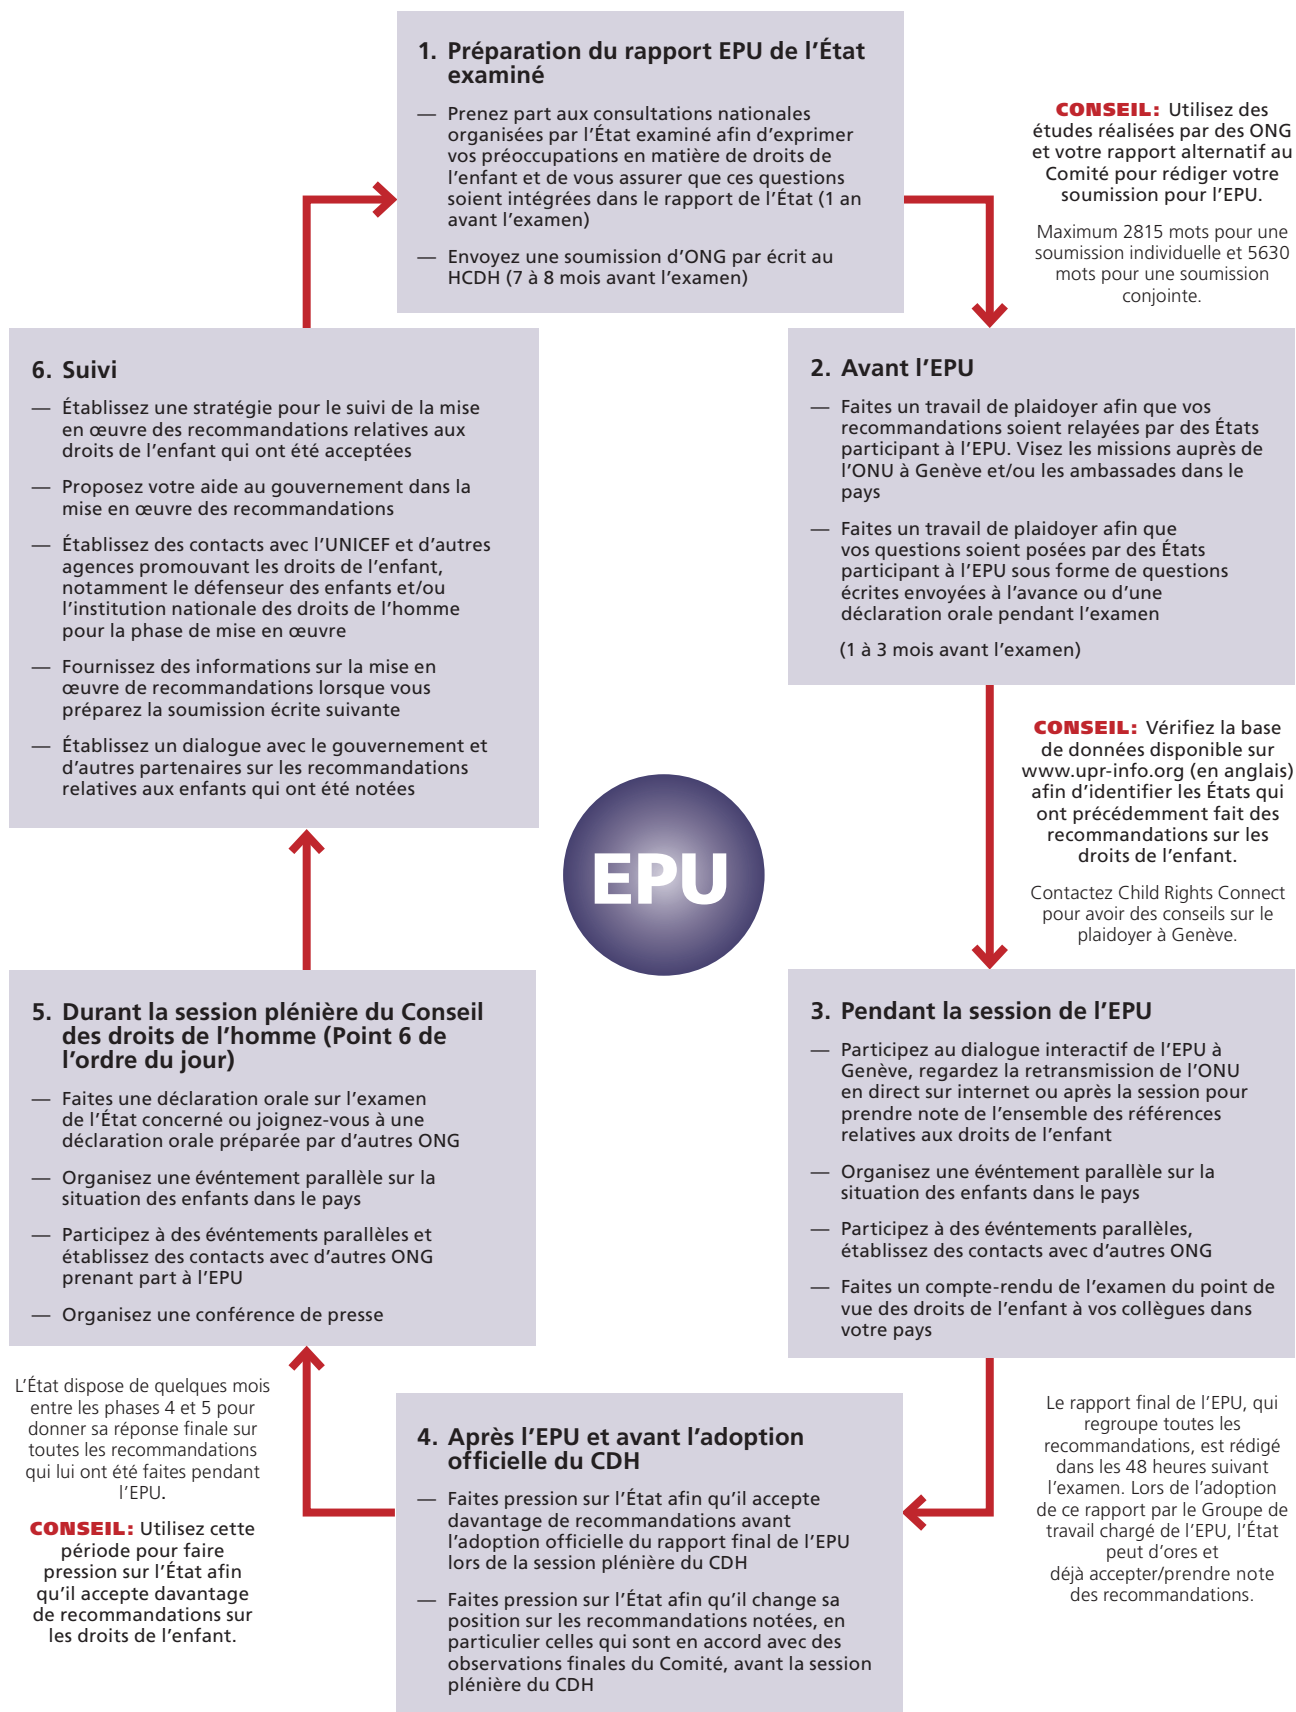 1. Préparation du rapport EPU de l'État
examiné
— Prenez part aux consultations nationales
organisées par l'État examiné afin d'exprimer
vos préoccupations en matière de droits de
l'enfant et de vous assurer que ces questions
soient intégrées dans le rapport de l'État (1 an
avant l'examen)
— Envoyez une soumission d'ONG par écrit au
HCDH (7 à 8 mois avant l'examen)
CONSEIL: Utilisez des
études réalisées par des ONG
et votre rapport alternatif au
Comité pour rédiger votre
soumission pour l'EPU.
Maximum 2815 mots pour une
soumission individuelle et 5630
mots pour une soumission
conjointe.
2. Avant l'EPU
— Faites un travail de plaidoyer afin que vos
recommandations soient relayées par des États
participant à l'EPU. Visez les missions auprès de
l'ONU à Genève et/ou les ambassades dans le
pays
— Faites un travail de plaidoyer afin que
vos questions soient posées par des États
participant à l'EPU sous forme de questions
écrites envoyées à l'avance ou d'une
déclaration orale pendant l'examen
(1 à 3 mois avant l'examen)
CONSEIL: Vérifiez la base
de données disponible sur
www.upr-info.org (en anglais)
afin d'identifier les États qui
ont précédemment fait des
recommandations sur les
droits de l'enfant.
Contactez Child Rights Connect
pour avoir des conseils sur le
plaidoyer à Genève.
3. Pendant la session de l'EPU
— Participez au dialogue interactif de l'EPU à
Genève, regardez la retransmission de l'ONU
en direct sur internet ou après la session pour
prendre note de l'ensemble des références
relatives aux droits de l'enfant
— Organisez une événtement parallèle sur la
situation des enfants dans le pays
— Participez à des événtements parallèles,
établissez des contacts avec d'autres ONG
— Faites un compte-rendu de l'examen du point de
vue des droits de l'enfant à vos collègues dans
votre pays
Le rapport final de l'EPU, qui
regroupe toutes les
recommandations, est rédigé
dans les 48 heures suivant
l'examen. Lors de l'adoption
de ce rapport par le Groupe de
travail chargé de l'EPU, l'État
peut d'ores et
déjà accepter/prendre note
des recommandations.
4. Après l'EPU et avant l'adoption
officielle du CDH
— Faites pression sur l'État afin qu'il accepte
davantage de recommandations avant
l'adoption officielle du rapport final de l'EPU
lors de la session plénière du CDH
— Faites pression sur l'État afin qu'il change sa
position sur les recommandations notées, en
particulier celles qui sont en accord avec des
observations finales du Comité, avant la session
plénière du CDH
L'État dispose de quelques mois
entre les phases 4 et 5 pour
donner sa réponse finale sur
toutes les recommandations
qui lui ont été faites pendant
l'EPU.
CONSEIL: Utilisez cette
période pour faire
pression sur l'État afin
qu'il accepte davantage
de recommandations sur
les droits de l'enfant.
5. Durant la session plénière du Conseil
des droits de l'homme (Point 6 de
l'ordre du jour)
— Faites une déclaration orale sur l'examen
de l'État concerné ou joignez-vous à une
déclaration orale préparée par d'autres ONG
— Organisez une événtement parallèle sur la
situation des enfants dans le pays
— Participez à des événtements parallèles et
établissez des contacts avec d'autres ONG
prenant part à l'EPU
— Organisez une conférence de presse
6. Suivi
— Établissez une stratégie pour le suivi de la mise
en œuvre des recommandations relatives aux
droits de l'enfant qui ont été acceptées
— Proposez votre aide au gouvernement dans la
mise en œuvre des recommandations
— Établissez des contacts avec l'UNICEF et d'autres
agences promouvant les droits de l'enfant,
notamment le défenseur des enfants et/ou
l'institution nationale des droits de l'homme
pour la phase de mise en œuvre
— Fournissez des informations sur la mise en
œuvre de recommandations lorsque vous
préparez la soumission écrite suivante
— Établissez un dialogue avec le gouvernement et
d'autres partenaires sur les recommandations
relatives aux enfants qui ont été notées
EPU